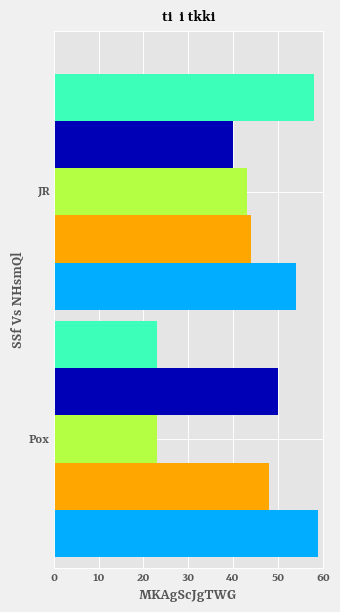 ti i tkki
SSf Vs NHsmQl
JR
Pox
0 10 20 30 40 50 60
MKAgScJgTWG